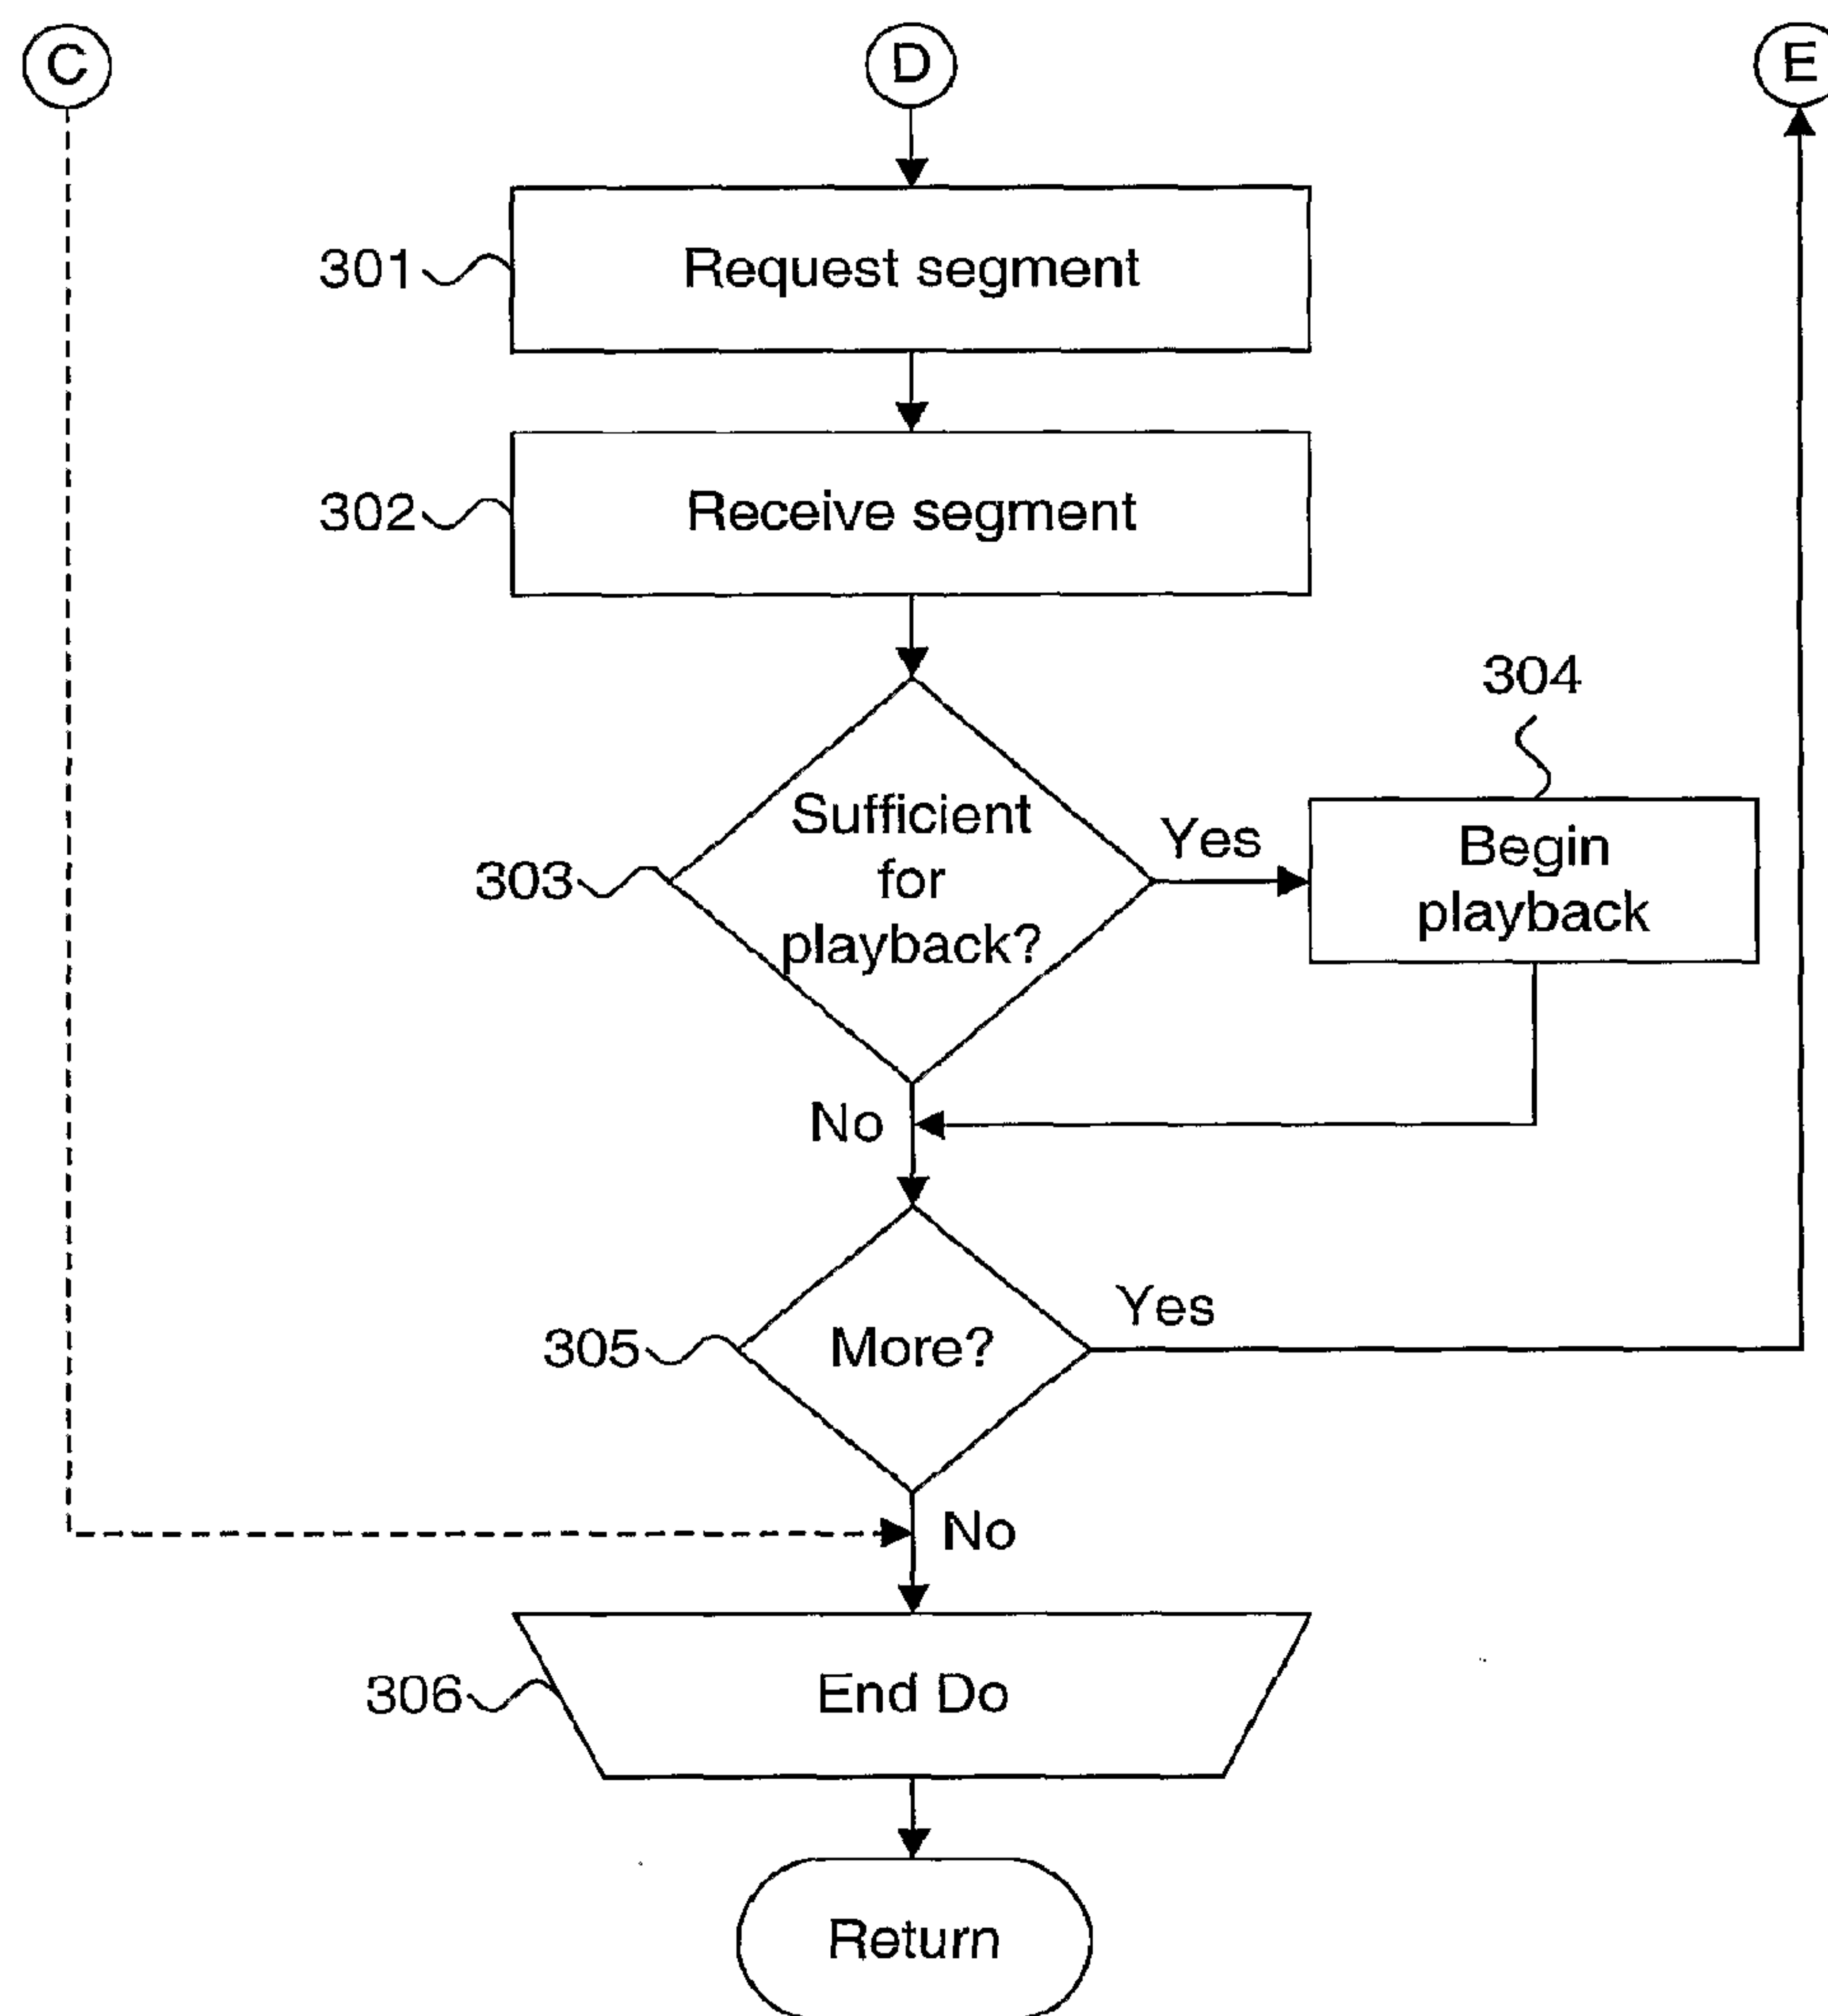 C
D
E
301
Request segment
302
Receive segment
304
303
Sufficient
for
playback?
Yes
Begin
playback
No
305
More?
Yes
No
306
End Do
Return